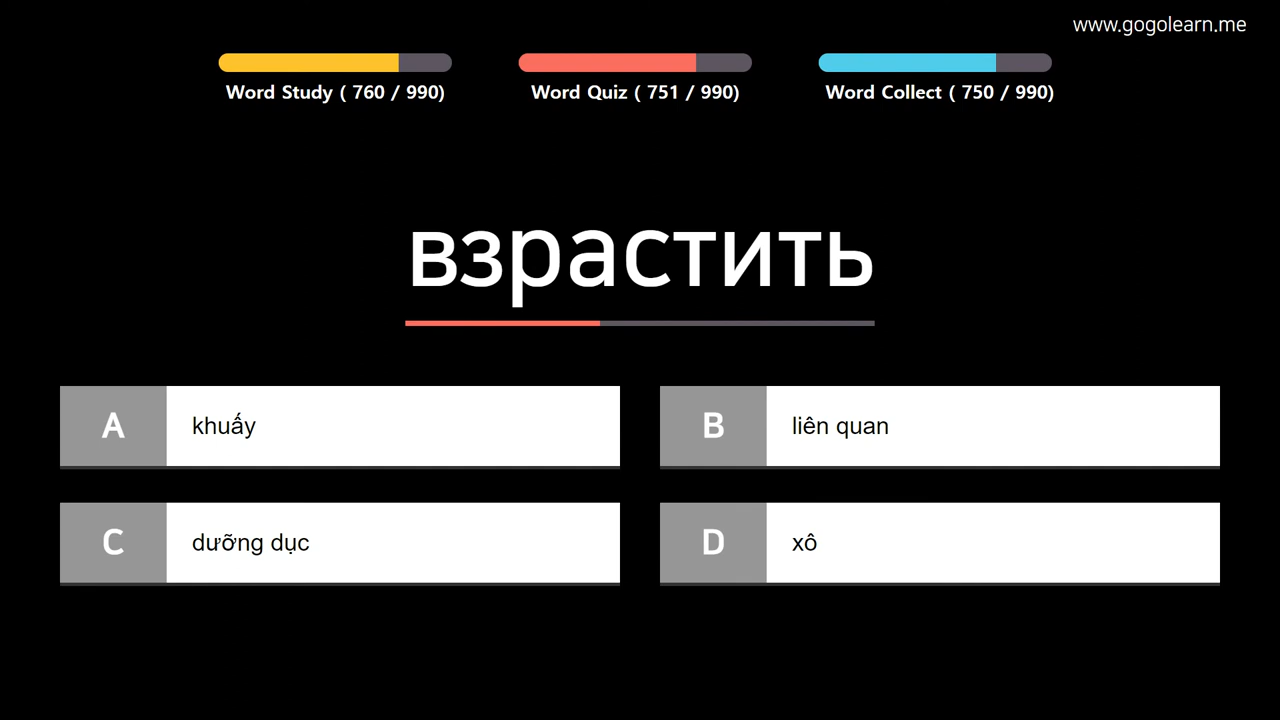 www.gogolearn.me
Word Study ( 760 / 990)
Word Quiz ( 751 / 990)
Word Collect ( 750 / 990)
взрастить
A
khuấy
B
liên quan
C
dưỡng dục
D
xô